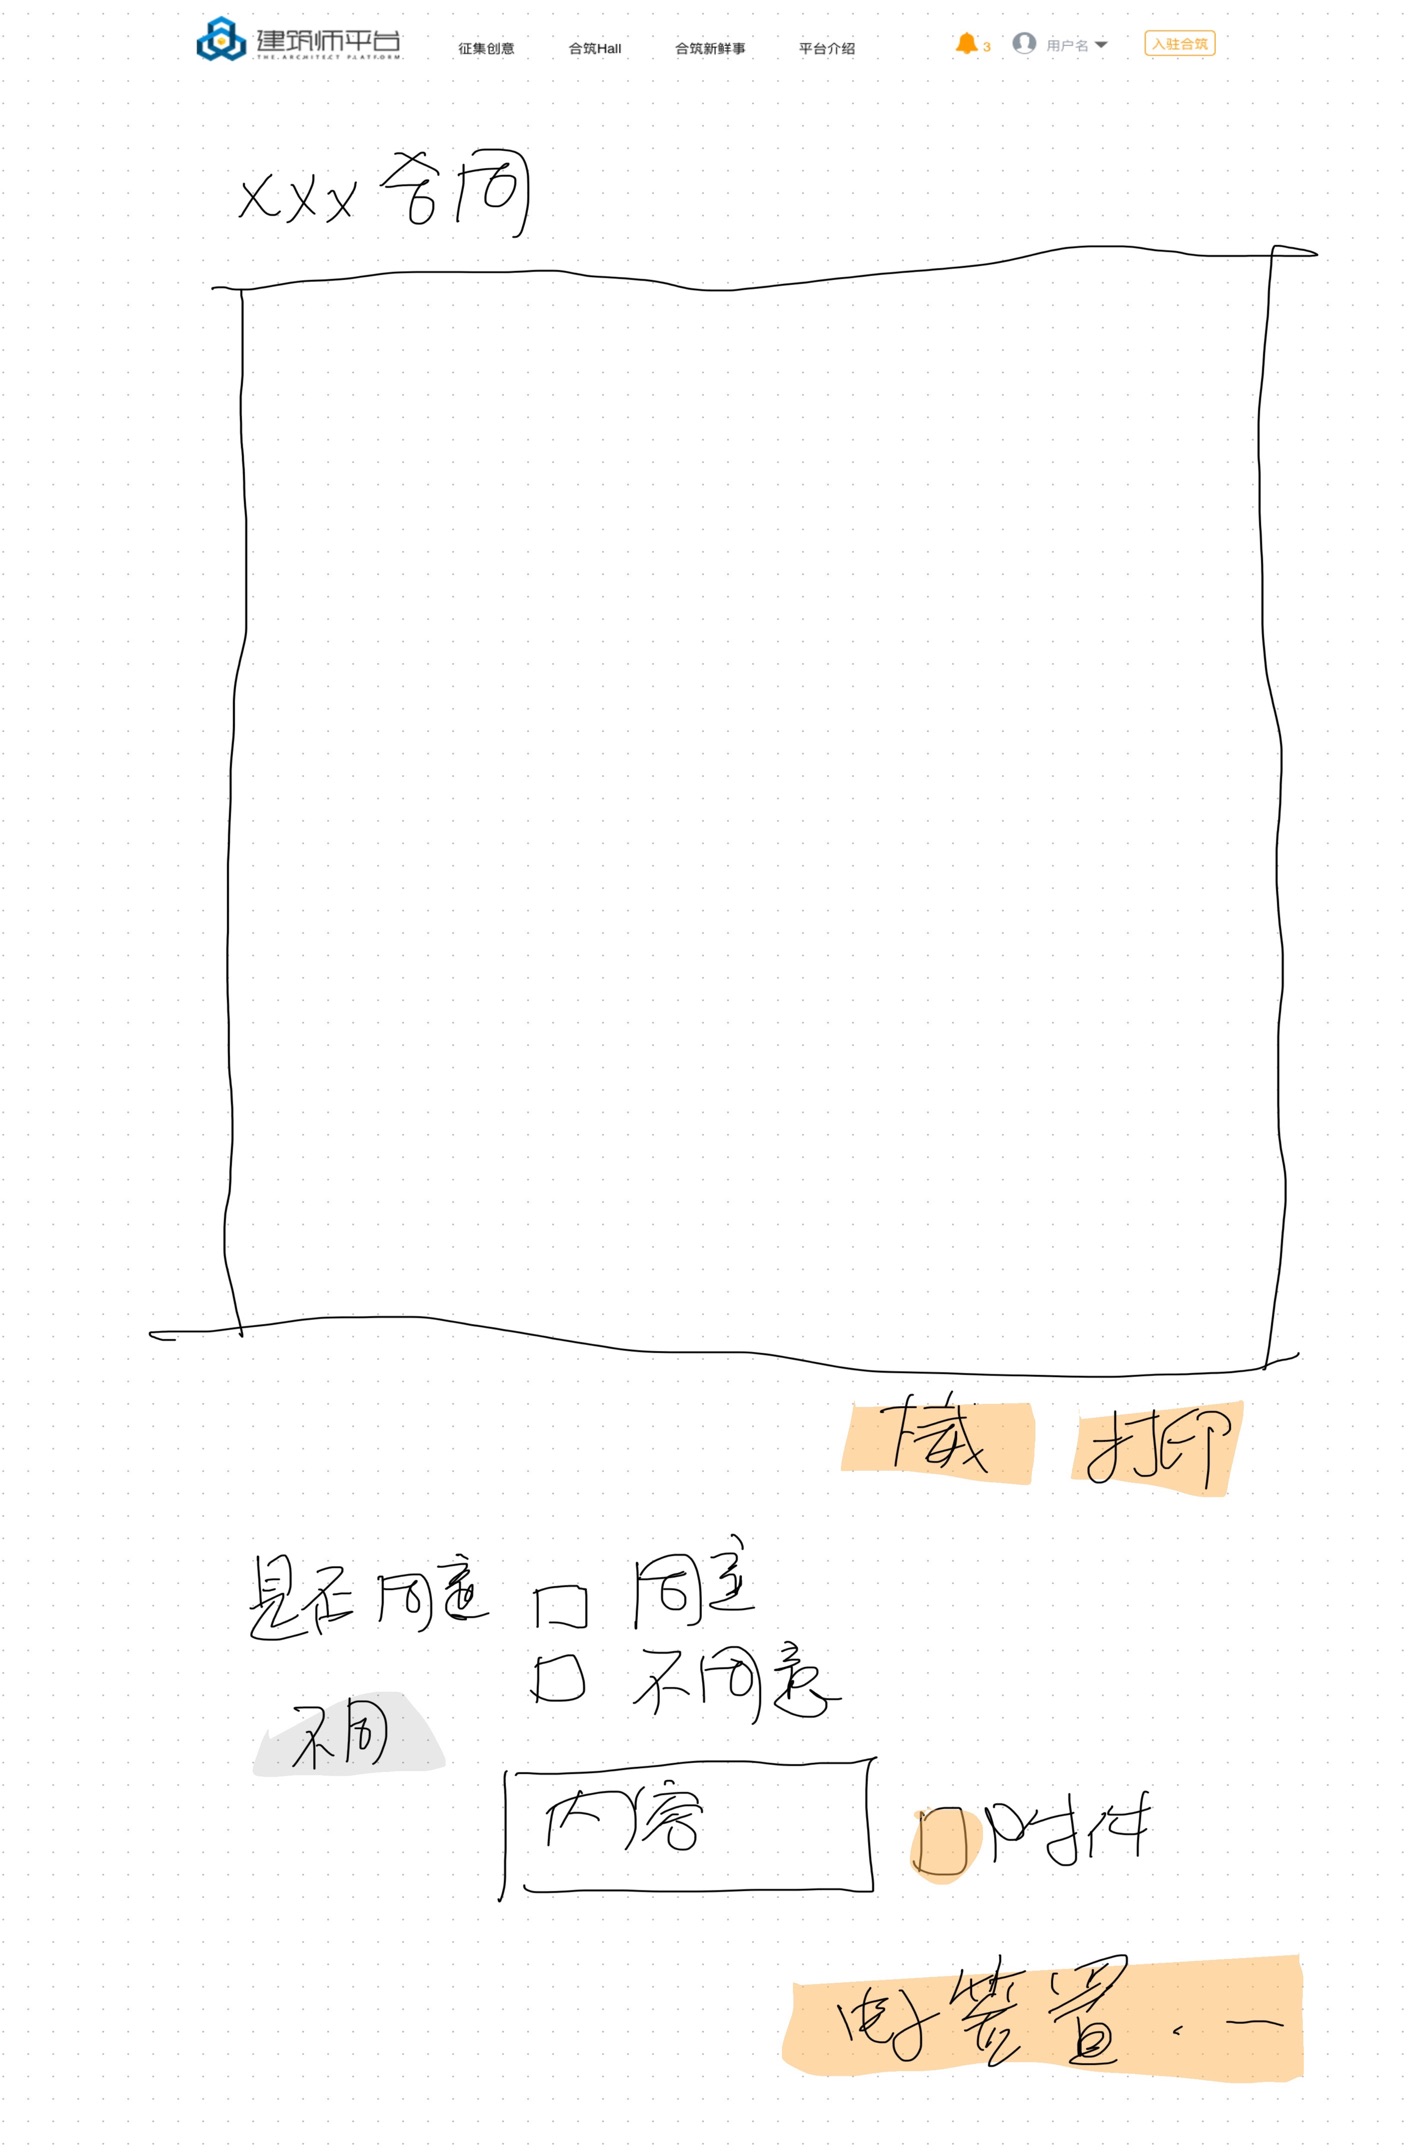 建筑师平台
THE ARCHITECT PLATFORM.
征集创意 合筑Hall 合筑新鲜事 平台介绍 3 用户名 入驻合筑
xxx合同
下载 打印
是否同意 同意
不同意
不同
内容 附件
电子签